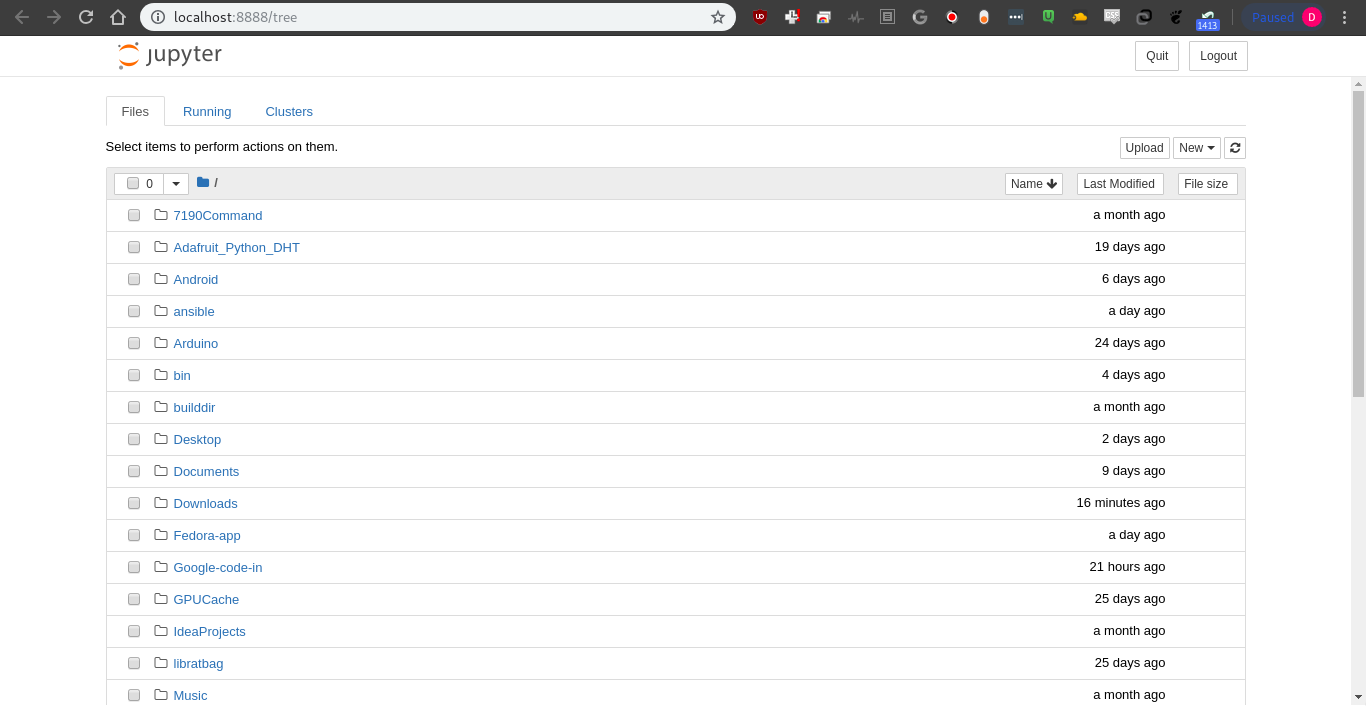 localhost:8888/tree
1413
Paused
D
jupyter
Quit
Logout
Files
Running
Clusters
Select items to perform actions on them.
Upload
New
0
/
Name
Last Modified
File size
7190Command a month ago
Adafruit_Python_DHT 19 days ago
Android 6 days ago
ansible a day ago
Arduino 24 days ago
bin 4 days ago
builddir a month ago
Desktop 2 days ago
Documents 9 days ago
Downloads 16 minutes ago
Fedora-app a day ago
Google-code-in 21 hours ago
GPUCache 25 days ago
IdeaProjects a month ago
libratbag 25 days ago
Music a month ago